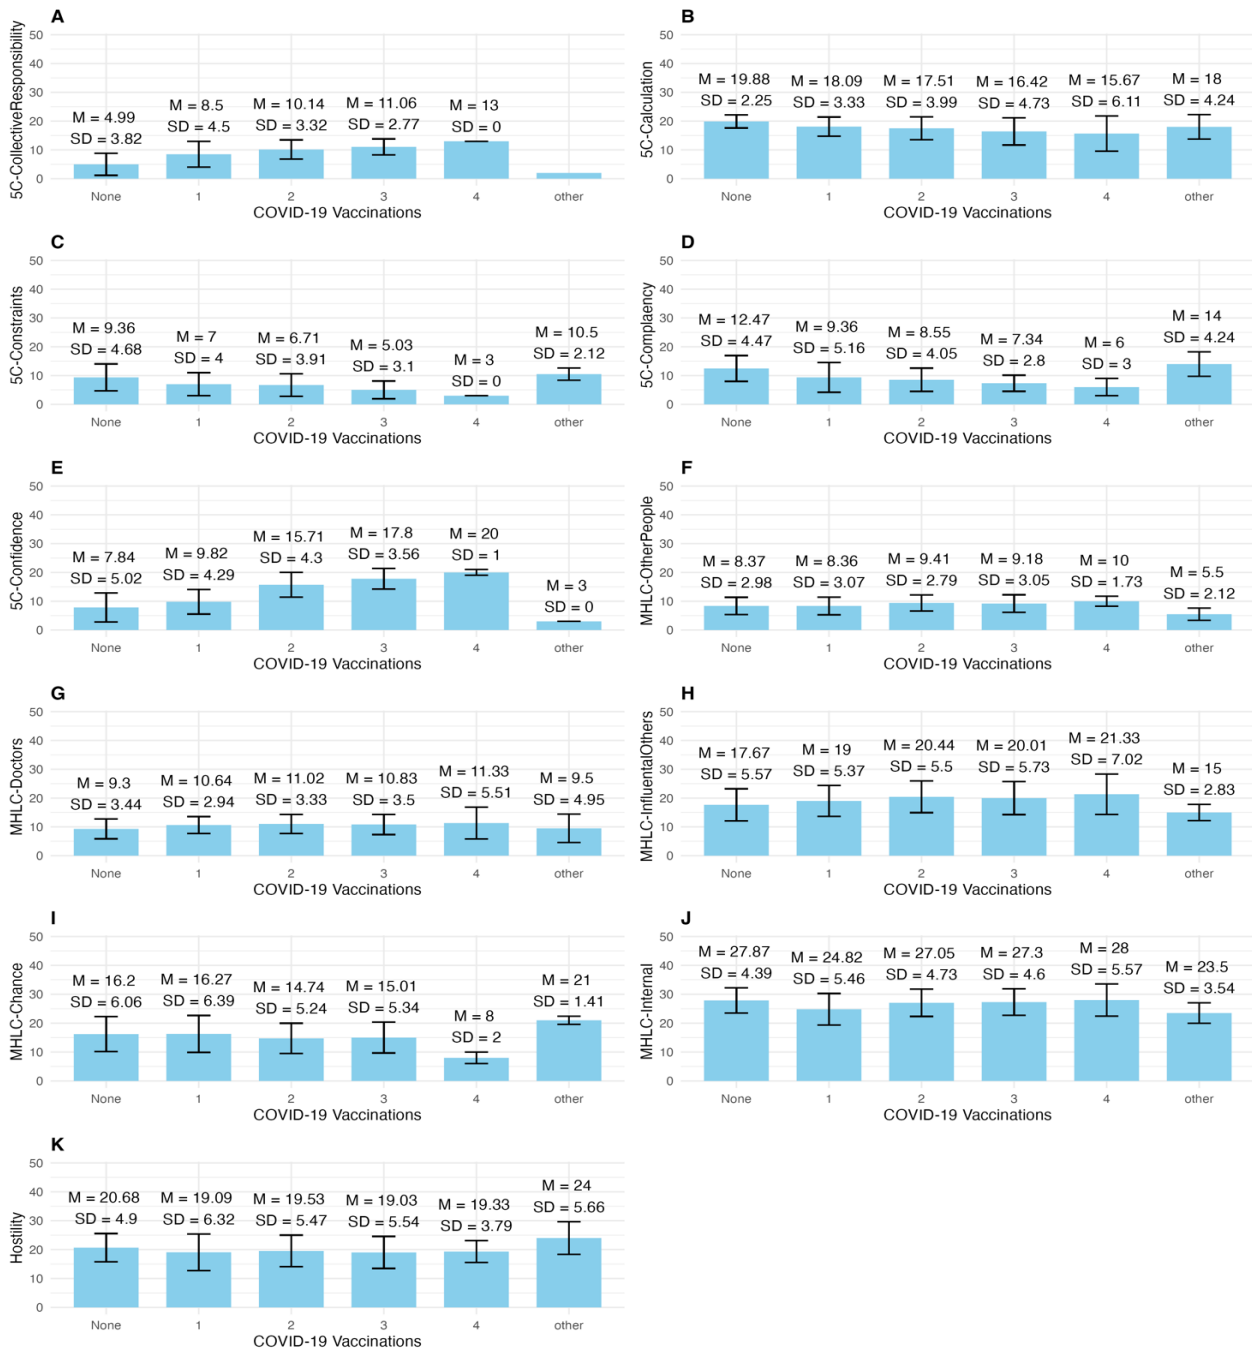 A
5C-CollectiveResponsibility
50
40
30
20
10
0
M = 4.99
SD = 3.82
M = 8.5
SD = 4.5
M = 10.14
SD = 3.32
M = 11.06
SD = 2.77
M = 13
SD = 0
None 1 2 3 4 other
COVID-19 Vaccinations
B
5C-Calculation
50
40
30
20
10
0
M = 19.88
SD = 2.25
M = 18.09
SD = 3.33
M = 17.51
SD = 3.99
M = 16.42
SD = 4.73
M = 15.67
SD = 6.11
M = 18
SD = 4.24
None 1 2 3 4 other
COVID-19 Vaccinations
C
5C-Constraints
50
40
30
20
10
0
M = 9.36
SD = 4.68
M = 7
SD = 4
M = 6.71
SD = 3.91
M = 5.03
SD = 3.1
M = 3
SD = 0
M = 10.5
SD = 2.12
None 1 2 3 4 other
COVID-19 Vaccinations
D
5C-Complaency
50
40
30
20
10
0
M = 12.47
SD = 4.47
M = 9.36
SD = 5.16
M = 8.55
SD = 4.05
M = 7.34
SD = 2.8
M = 6
SD = 3
M = 14
SD = 4.24
None 1 2 3 4 other
COVID-19 Vaccinations
E
5C-Confidence
50
40
30
20
10
0
M = 7.84
SD = 5.02
M = 9.82
SD = 4.29
M = 15.71
SD = 4.3
M = 17.8
SD = 3.56
M = 20
SD = 1
M = 3
SD = 0
None 1 2 3 4 other
COVID-19 Vaccinations
F
MHLC-OtherPeople
50
40
30
20
10
0
M = 8.37
SD = 2.98
M = 8.36
SD = 3.07
M = 9.41
SD = 2.79
M = 9.18
SD = 3.05
M = 10
SD = 1.73
M = 5.5
SD = 2.12
None 1 2 3 4 other
COVID-19 Vaccinations
G
MHLC-Doctors
50
40
30
20
10
0
M = 9.3
SD = 3.44
M = 10.64
SD = 2.94
M = 11.02
SD = 3.33
M = 10.83
SD = 3.5
M = 11.33
SD = 5.51
M = 9.5
SD = 4.95
None 1 2 3 4 other
COVID-19 Vaccinations
H
MHLC-InfluentalOthers
50
40
30
20
10
0
M = 17.67
SD = 5.57
M = 19
SD = 5.37
M = 20.44
SD = 5.5
M = 20.01
SD = 5.73
M = 21.33
SD = 7.02
M = 15
SD = 2.83
None 1 2 3 4 other
COVID-19 Vaccinations
I
MHLC-Chance
50
40
30
20
10
0
M = 16.2
SD = 6.06
M = 16.27
SD = 6.39
M = 14.74
SD = 5.24
M = 15.01
SD = 5.34
M = 8
SD = 2
M = 21
SD = 1.41
None 1 2 3 4 other
COVID-19 Vaccinations
J
MHLC-Internal
50
40
30
20
10
0
M = 27.87
SD = 4.39
M = 24.82
SD = 5.46
M = 27.05
SD = 4.73
M = 27.3
SD = 4.6
M = 28
SD = 5.57
M = 23.5
SD = 3.54
None 1 2 3 4 other
COVID-19 Vaccinations
K
Hostility
50
40
30
20
10
0
M = 20.68
SD = 4.9
M = 19.09
SD = 6.32
M = 19.53
SD = 5.47
M = 19.03
SD = 5.54
M = 19.33
SD = 3.79
M = 24
SD = 5.66
None 1 2 3 4 other
COVID-19 Vaccinations